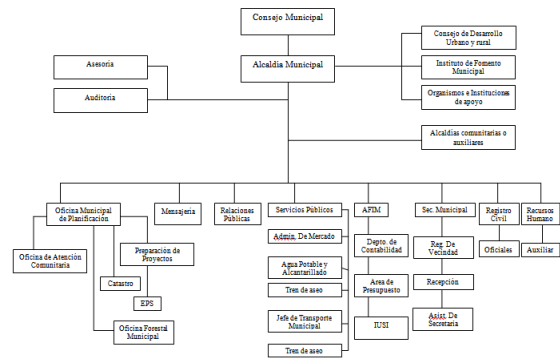 Consejo Municipal
Alcaldía Municipal
Asesoría
Auditoria
Consejo de Desarrollo
Urbano y rural
Instituto de Fomento
Municipal
Organismos e Instituciones
de apoyo
Alcaldías comunitarias o
auxiliares
Oficina Municipal
de Planificación
Mensajería
Relaciones
Públicas
Servicios Públicos
AFIM
Sec. Municipal
Registro
Civil
Recursos
Humano
Oficina de Atención
Comunitaria
Preparación de
Proyectos
Catastro
EPS
Oficina Forestal
Municipal
Admin. De Mercado
Agua Potable y
Alcantarillado
Tren de aseo
Jefe de Transporte
Municipal
Tren de aseo
Depto. de
Contabilidad
Area de
Presupuesto
IUSI
Reg. De
Vecindad
Recepción
Asist. De
Secretaria
Oficiales
Auxiliar